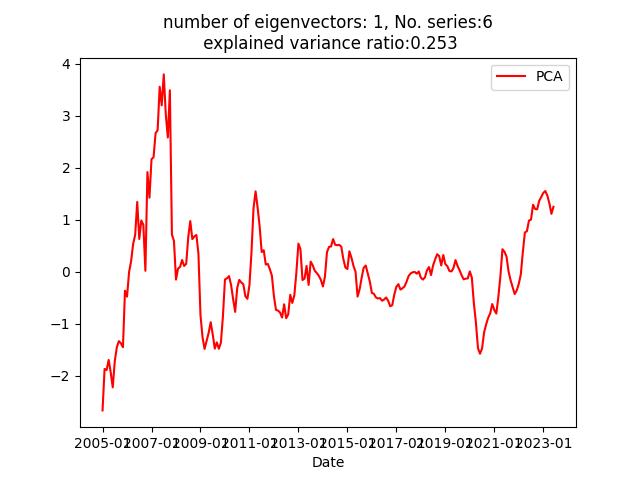 number of eigenvectors: 1, No. series:6
explained variance ratio:0.253
PCA
4
3
2
1
0
−1
−2
2005-01 2007-01 2009-01 2011-01 2013-01 2015-01 2017-01 2019-01 2021-01 2023-01
Date